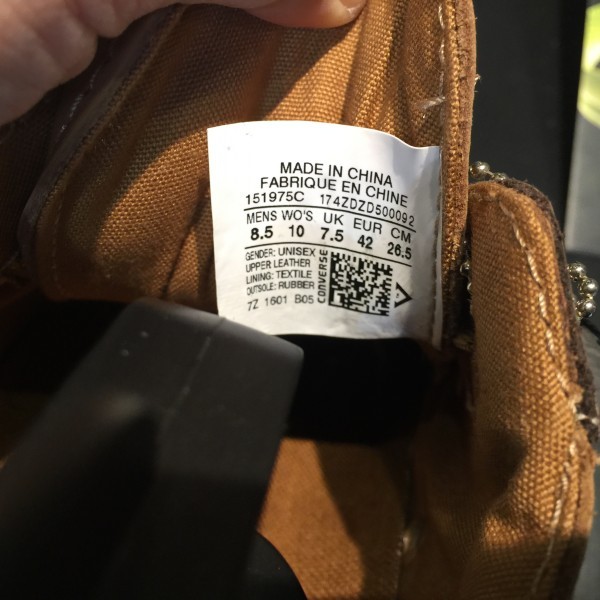 MADE IN CHINA
FABRIQUE EN CHINE
151975C 174ZDZD500092
MENS WO'S UK EUR CM
8.5 10 7.5 42 26.5
GENDER: UNISEX
UPPER LEATHER
LINING: TEXTILE
OUTSOLE: RUBBER
CONVERSE
7Z 1601 B05